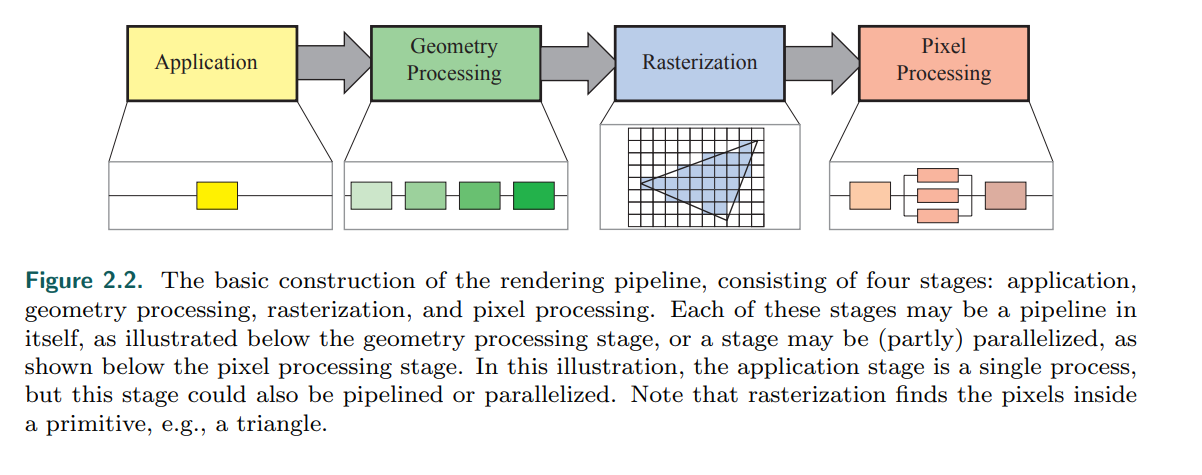 Application
Geometry
Processing
Rasterization
Pixel
Processing
Figure 2.2. The basic construction of the rendering pipeline, consisting of four stages: application,
geometry processing, rasterization, and pixel processing. Each of these stages may be a pipeline in
itself, as illustrated below the geometry processing stage, or a stage may be (partly) parallelized, as
shown below the pixel processing stage. In this illustration, the application stage is a single process,
but this stage could also be pipelined or parallelized. Note that rasterization finds the pixels inside
a primitive, e.g., a triangle.